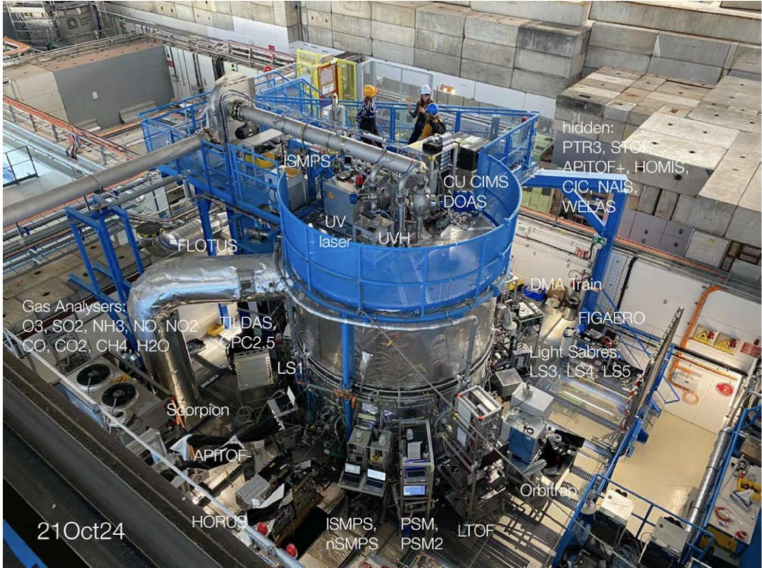 hidden:
PTR3, STOF,
APITOF+, HOMIS,
CIC, NAIS,
WELAS
ISMPS
CU CIMS
DOAS
UV
laser
UVH
FLOTUS
DMA Train
FIGAERO
Gas Analysers:
O3, SO2, NH3, NO, NO2
CO, CO2, CH4, H2O
TILDAS,
CPC2.5
LS1
Light Sabres:
LS3, LS4, LS5
Scorpion
APITOF-
Orbitrap
HORUS
ISMPS,
nSMPS
PSM,
PSM2
LTOF
21Oct24